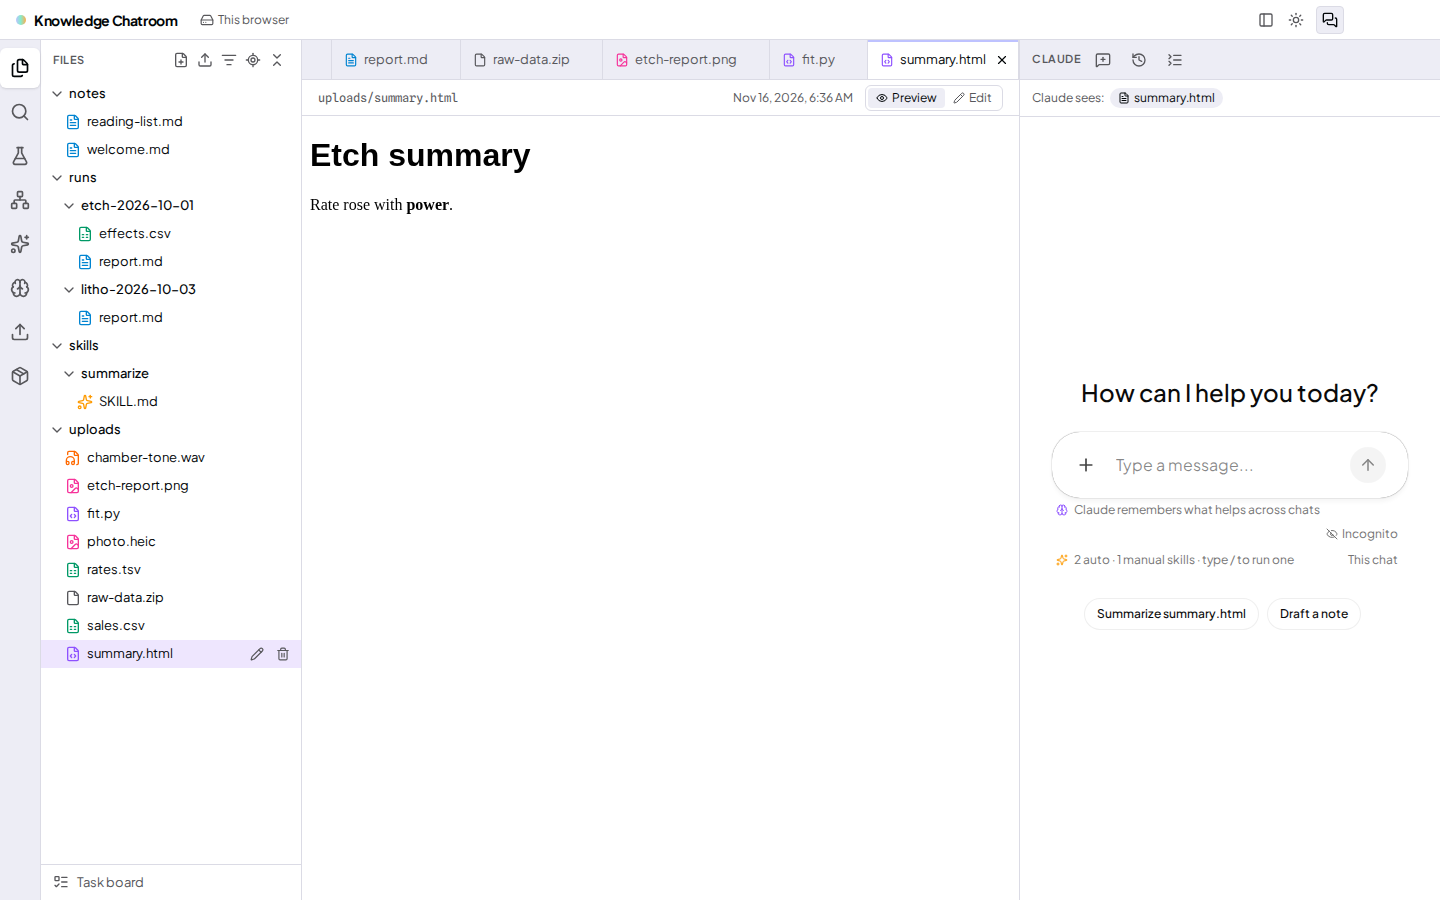 Knowledge Chatroom
This browser
FILES
notes
reading-list.md
welcome.md
runs
etch-2026-10-01
effects.csv
report.md
litho-2026-10-03
report.md
skills
summarize
SKILL.md
uploads
chamber-tone.wav
etch-report.png
fit.py
photo.heic
rates.tsv
raw-data.zip
sales.csv
summary.html
Task board
report.md
raw-data.zip
etch-report.png
fit.py
summary.html
uploads/summary.html
Nov 16, 2026, 6:36 AM
Preview
Edit
Etch summary
Rate rose with power.
CLAUDE
Claude sees: summary.html
How can I help you today?
Type a message...
Claude remembers what helps across chats
Incognito
2 auto · 1 manual skills · type / to run one
This chat
Summarize summary.html
Draft a note